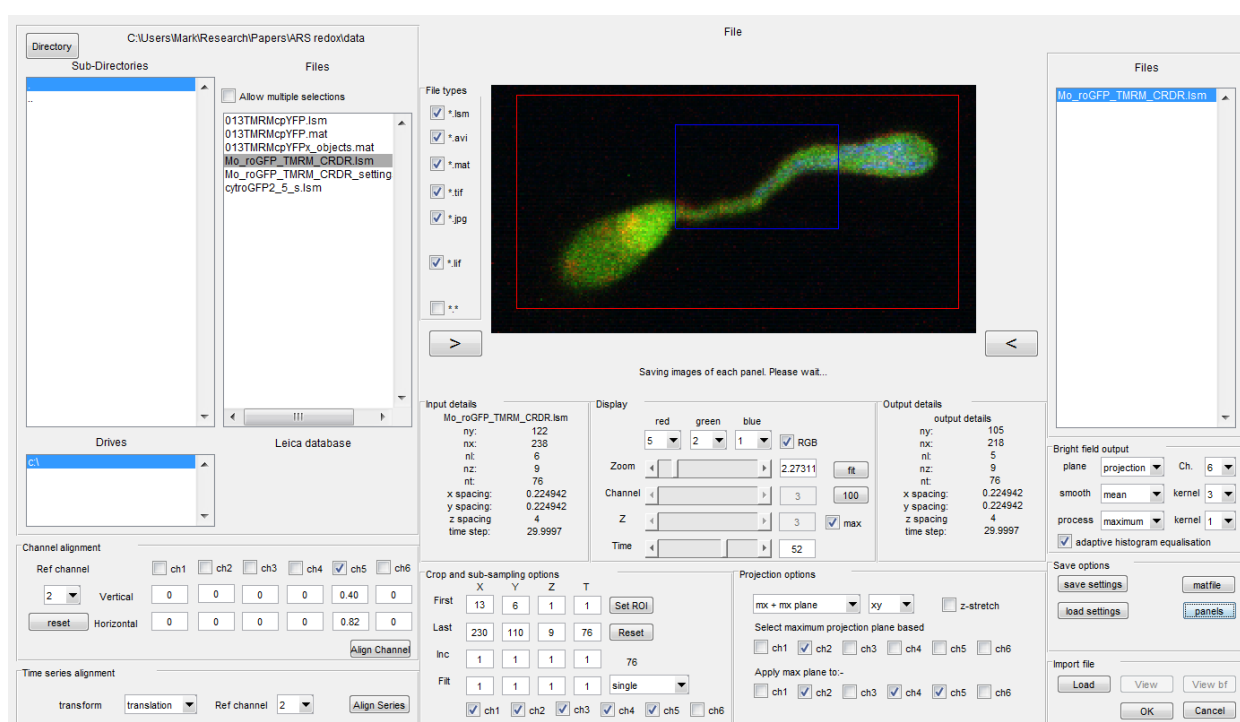 File
Directory
C:\Users\Mark\Research\Papers\ARS redox\data
Sub-Directories
Files
.
..
Allow multiple selections
013TMRMcpYFP.lsm
013TMRMcpYFP.mat
013TMRMcpYFPx_objects.mat
Mo_roGFP_TMRM_CRDR.lsm
Mo_roGFP_TMRM_CRDR_setting
cytroGFP2_5_s.lsm
Drives
Leica database
c:\
File types
*.lsm
*.avi
*.mat
*.tif
*.jpg
*.lif
*.*
>
<
Saving images of each panel. Please wait...
Files
Mo_roGFP_TMRM_CRDR.lsm
Input details
Mo_roGFP_TMRM_CRDR.lsm
ny: 122
nx: 238
nl: 6
nz: 9
nt: 76
x spacing: 0.224942
y spacing: 0.224942
z spacing 4
time step: 29.9997
Display
red green blue
5 2 1 RGB
Zoom 2.27311 fit
Channel 3 100
Z 3 max
Time 52
Output details
output details
ny: 105
nx: 218
nl: 5
nz: 9
nt: 76
x spacing: 0.224942
y spacing: 0.224942
z spacing 4
time step: 29.9997
Bright field output
plane projection Ch. 6
smooth mean kernel 3
process maximum kernel 1
adaptive histogram equalisation
Channel alignment
Ref channel ch1 ch2 ch3 ch4 ch5 ch6
2 Vertical 0 0 0 0 0.40 0
reset Horizontal 0 0 0 0 0.82 0
Align Channel
Time series alignment
transform translation Ref channel 2 Align Series
Crop and sub-sampling options
X Y Z T
First 13 6 1 1 Set ROI
Last 230 110 9 76 Reset
Inc 1 1 1 1 76
Filt 1 1 1 1 single
ch1 ch2 ch3 ch4 ch5 ch6
Projection options
mx + mx plane xy z-stretch
Select maximum projection plane based
ch1 ch2 ch3 ch4 ch5 ch6
Apply max plane to:-
ch1 ch2 ch3 ch4 ch5 ch6
Save options
save settings matfile
load settings panels
Import file
Load View View bf
OK Cancel